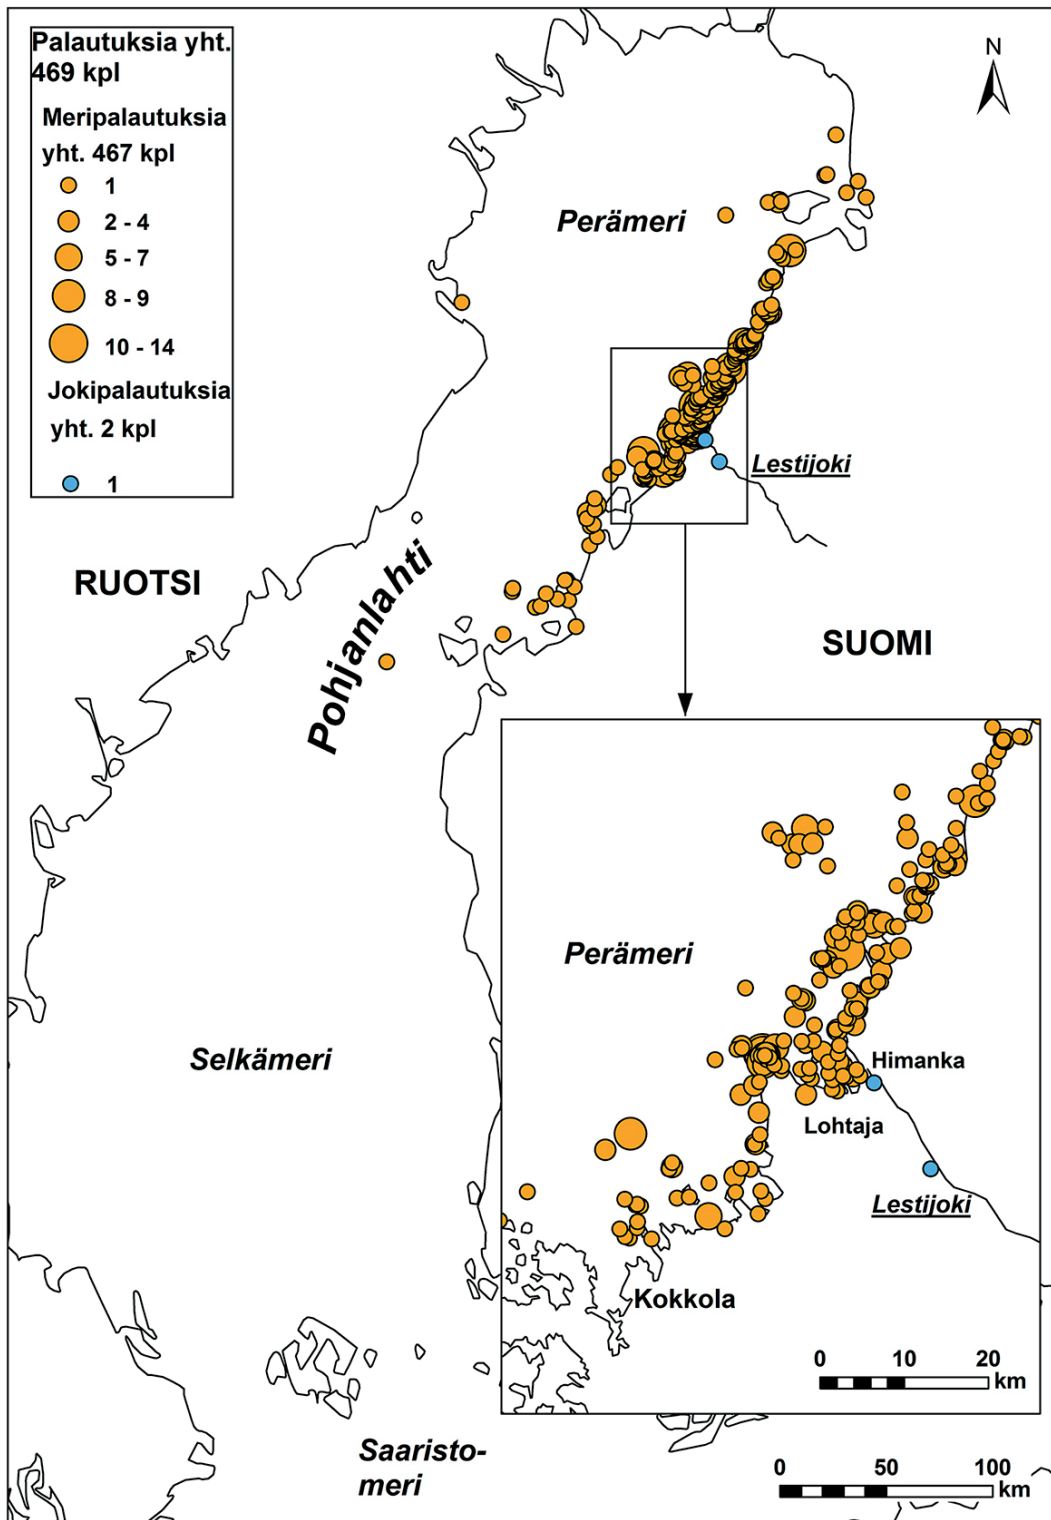 Palautuksia yht.
469 kpl
Meripalautuksia
yht. 467 kpl
1
2 - 4
5 - 7
8 - 9
10 - 14
Jokipalautuksia
yht. 2 kpl
1
N
Perämeri
Lestijoki
RUOTSI
Pohjanlahti
SUOMI
Perämeri
Selkämeri
Himanka
Lohtaja
Lestijoki
Kokkola
0 10 20
km
Saaristo-
meri
0 50 100
km